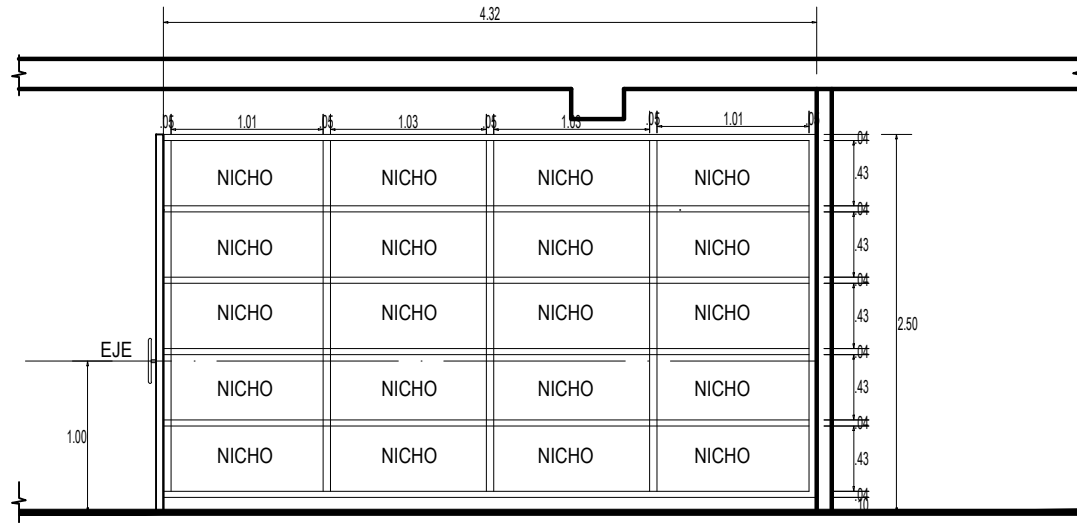 4.32
.05 1.01 .05 1.03 .05 1.03 .05 1.01 .05
.04
NICHO NICHO NICHO NICHO .43
.04
NICHO NICHO NICHO NICHO .43
.04
NICHO NICHO NICHO NICHO .43
2.50
EJE .04
NICHO NICHO NICHO NICHO .43
1.00 .04
NICHO NICHO NICHO NICHO .43
.04
.10